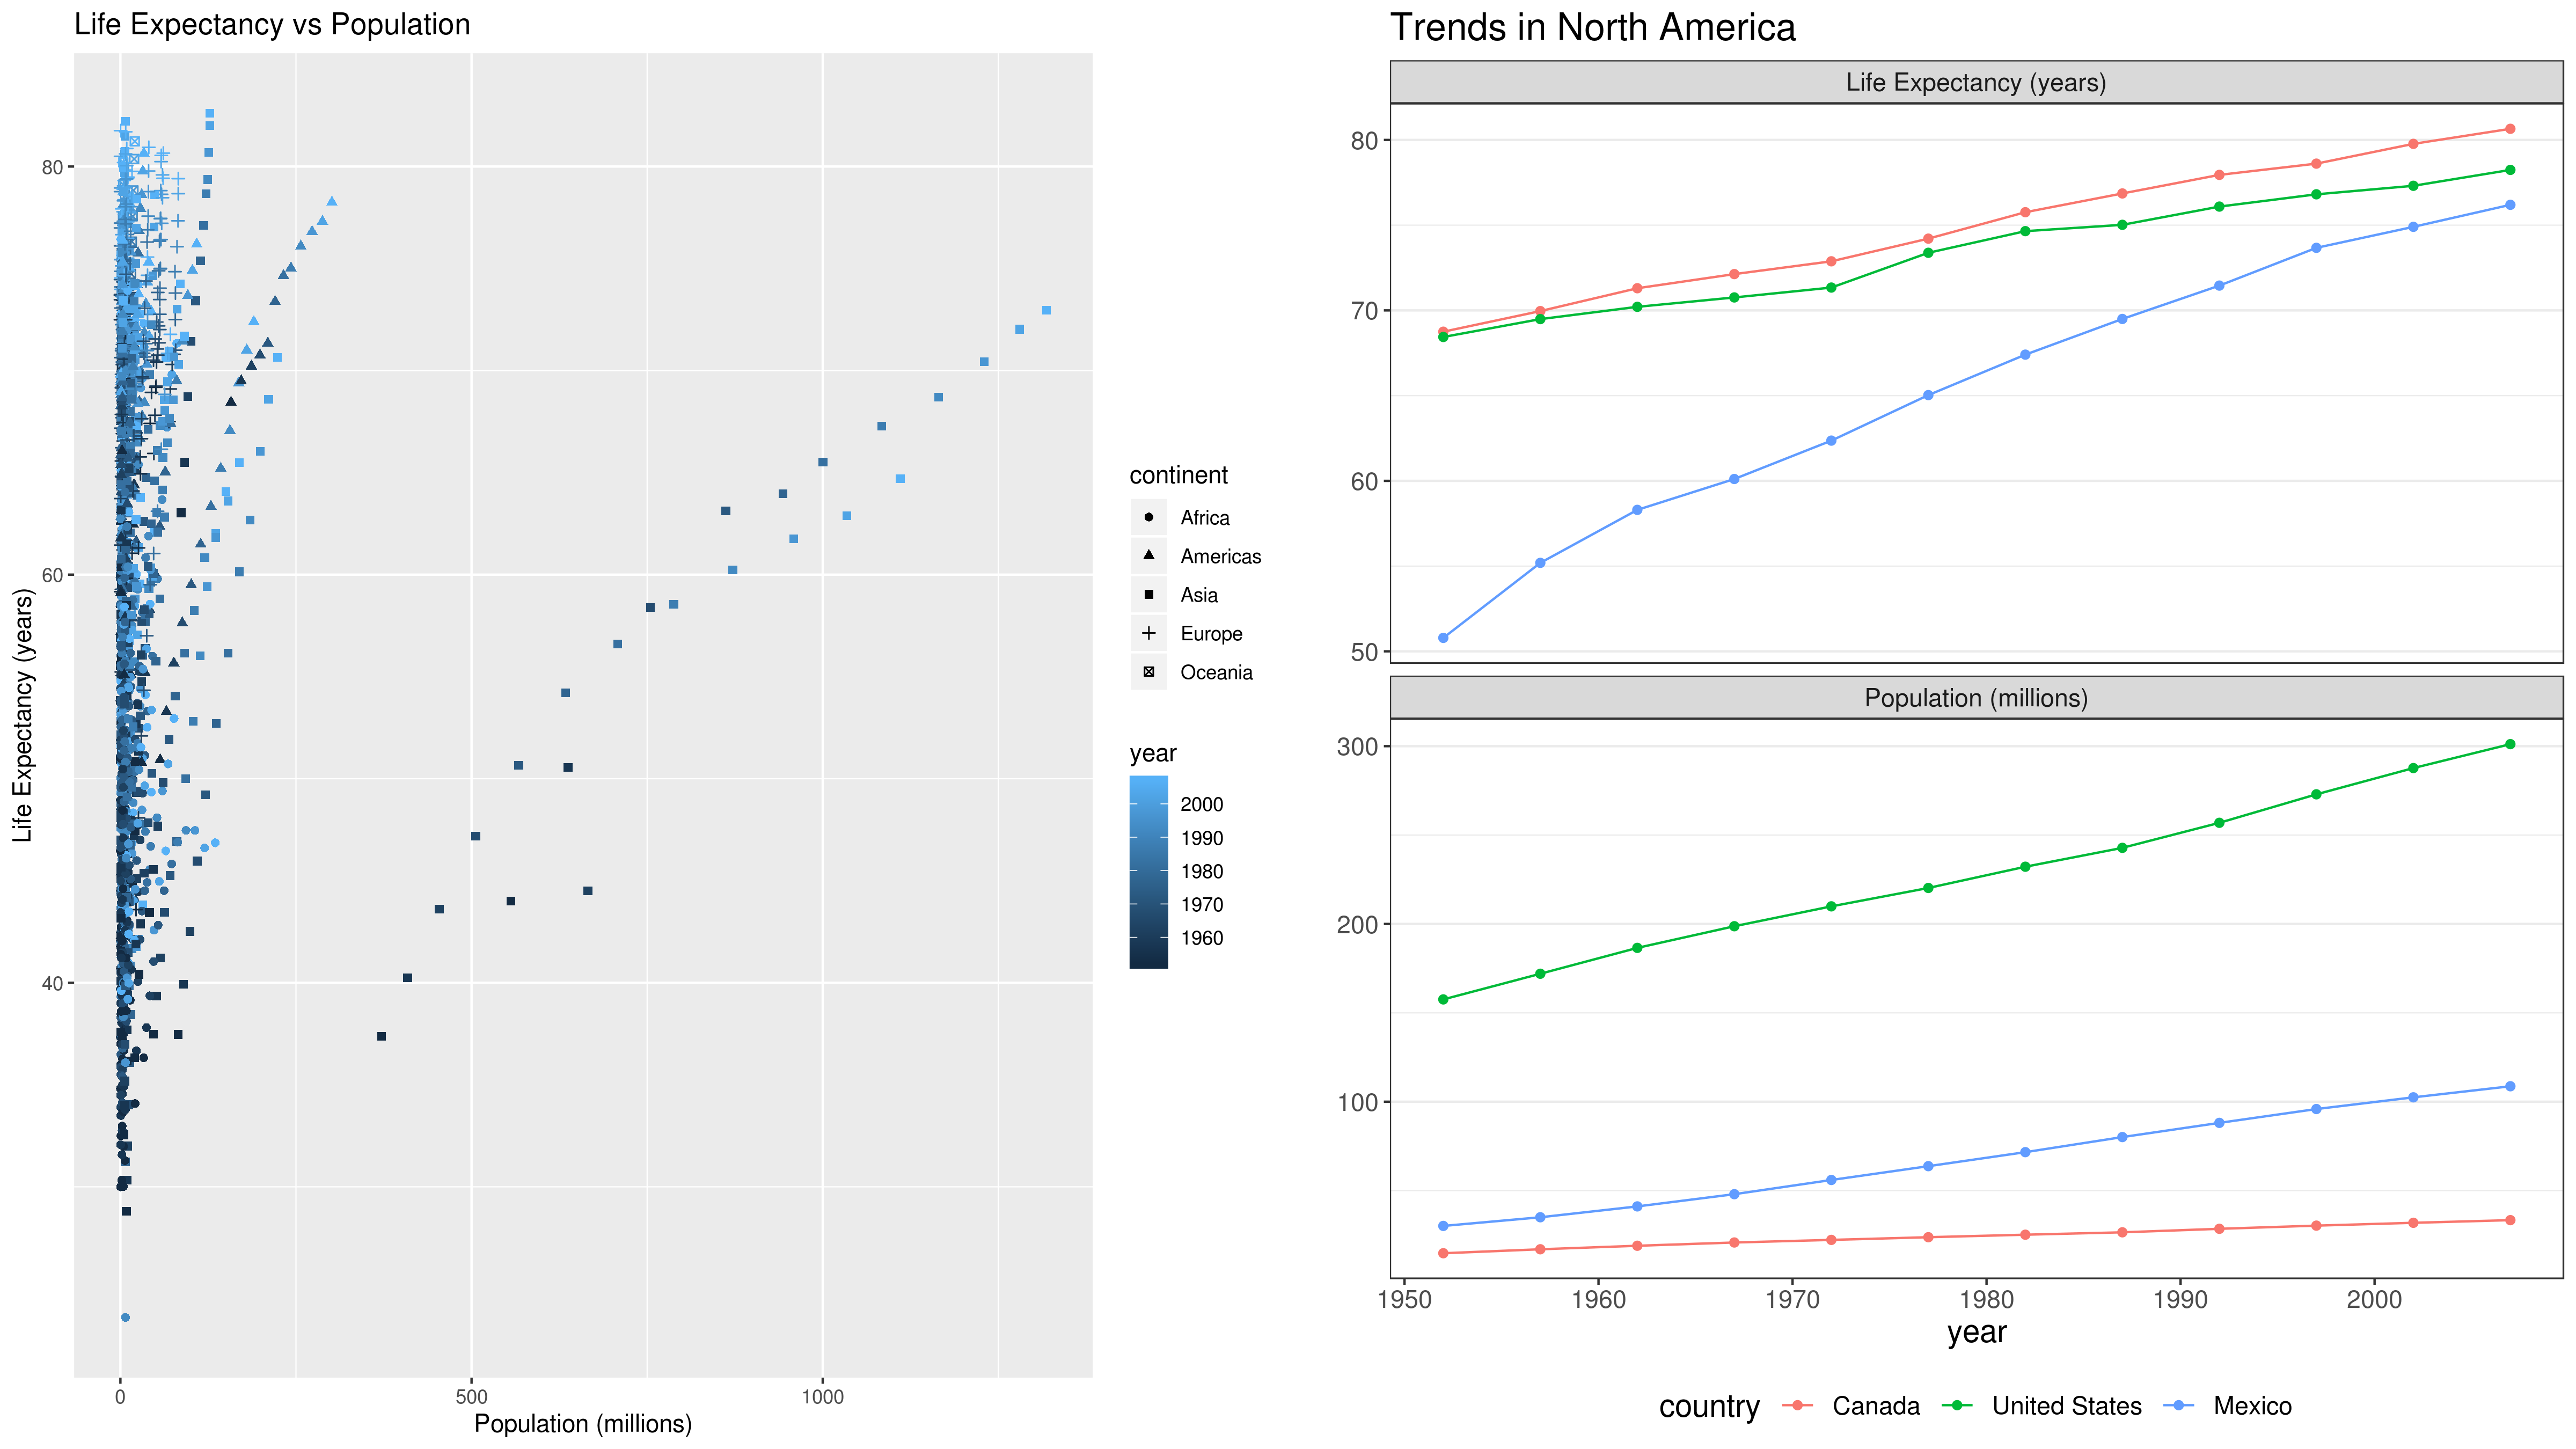 Life Expectancy vs Population
Life Expectancy (years)
80
60
40
0
500
1000
Population (millions)
continent
Africa
Americas
Asia
Europe
Oceania
year
2000
1990
1980
1970
1960
Trends in North America
Life Expectancy (years)
80
70
60
50
Population (millions)
300
200
100
1950
1960
1970
1980
1990
2000
year
country
Canada
United States
Mexico